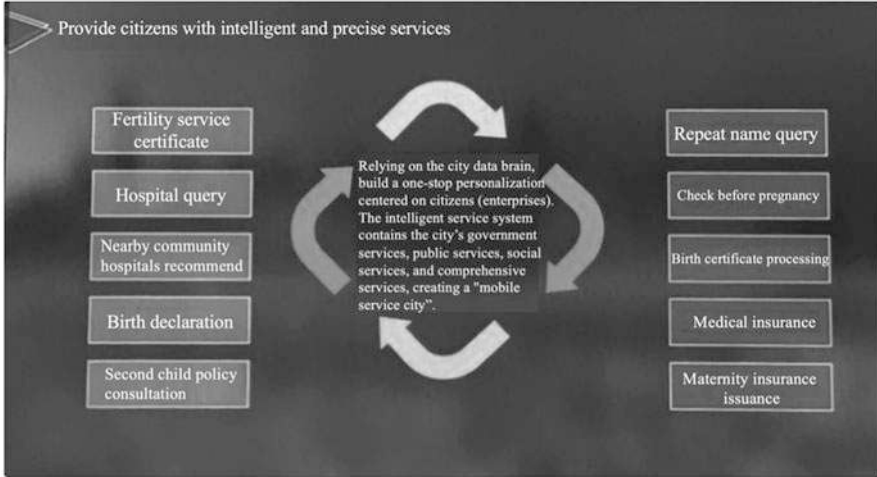 Provide citizens with intelligent and precise services
Fertility service
certificate
Hospital query
Nearby community
hospitals recommend
Birth declaration
Second child policy
consultation
Relying on the city data brain,
build a one-stop personalization
centered on citizens (enterprises).
The intelligent service system
contains the city’s government
services, public services, social
services, and comprehensive
services, creating a "mobile
service city”.
Repeat name query
Check before pregnancy
Birth certificate processing
Medical insurance
Maternity insurance
issuance